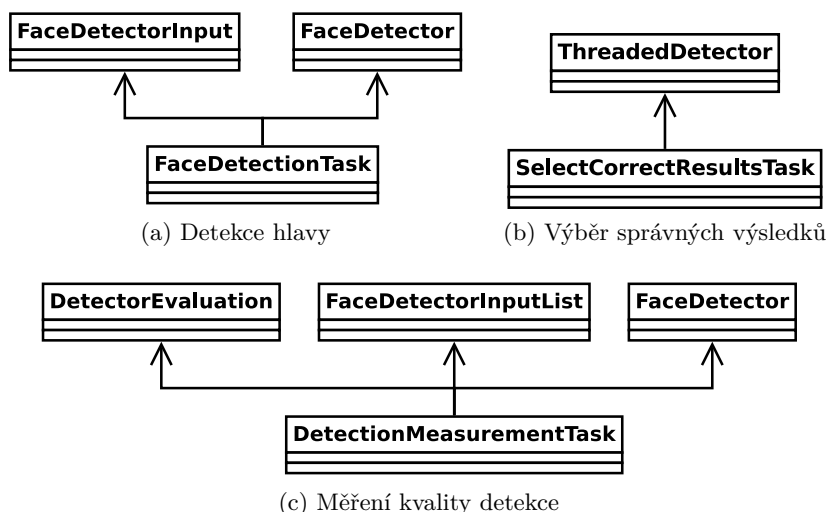 FaceDetectorInput FaceDetector
ThreadedDetector
FaceDetectionTask
SelectCorrectResultsTask
(a) Detekce hlavy
(b) Výběr správných výsledků
DetectorEvaluation FaceDetectorInputList FaceDetector
DetectionMeasurementTask
(c) Měření kvality detekce